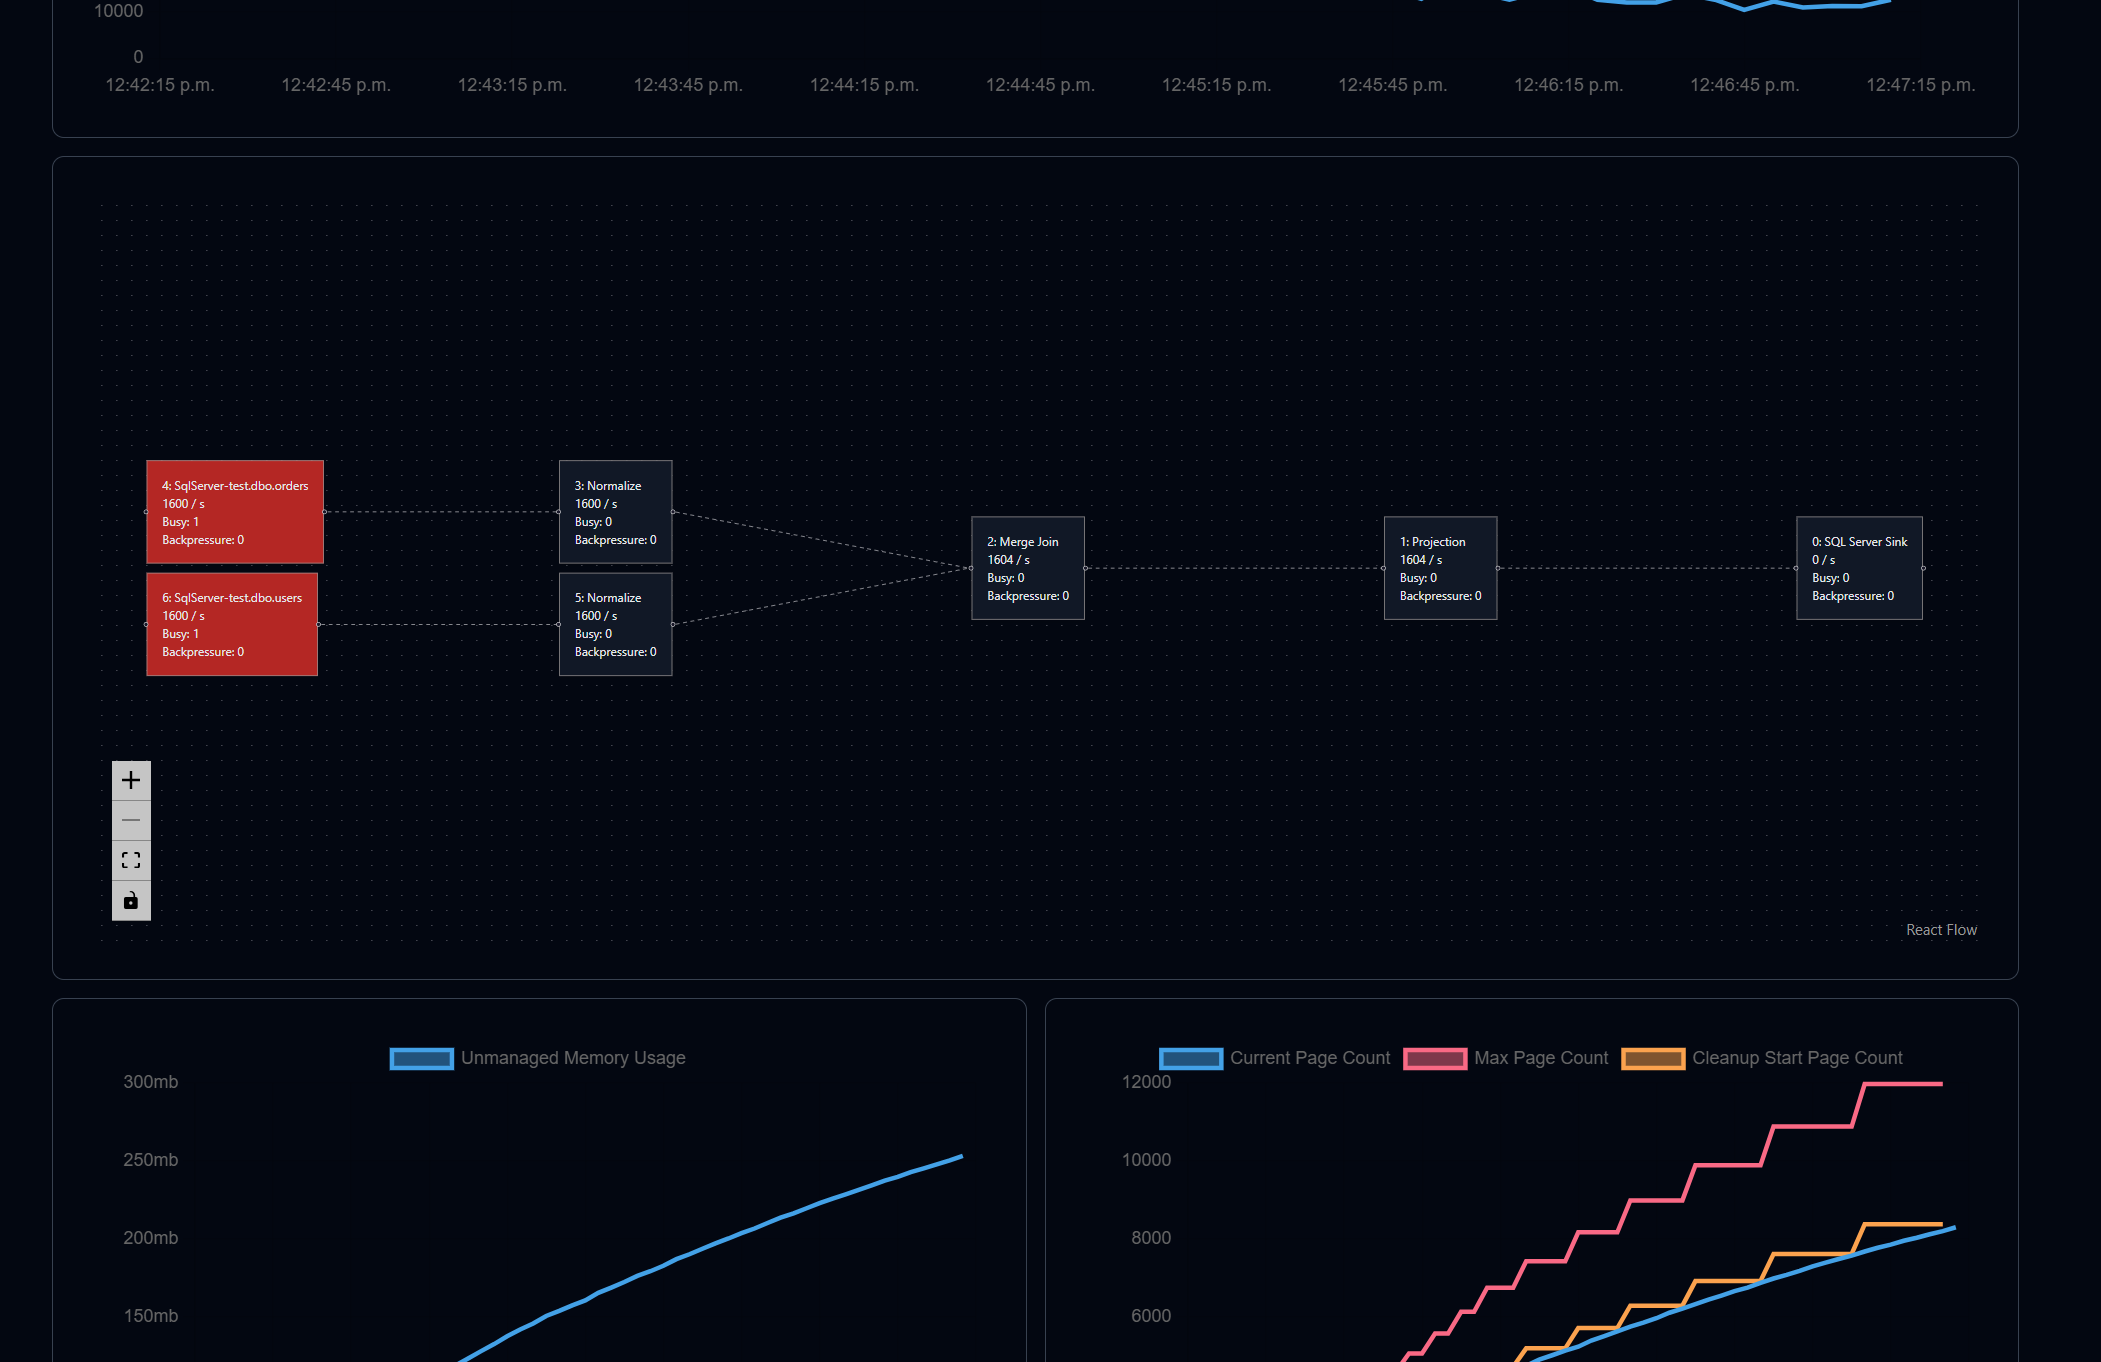 10000
0
12:42:15 p.m. 12:42:45 p.m. 12:43:15 p.m. 12:43:45 p.m. 12:44:15 p.m. 12:44:45 p.m. 12:45:15 p.m. 12:45:45 p.m. 12:46:15 p.m. 12:46:45 p.m. 12:47:15 p.m.
4: SqlServer-test.dbo.orders
1600 / s
Busy: 1
Backpressure: 0
6: SqlServer-test.dbo.users
1600 / s
Busy: 1
Backpressure: 0
3: Normalize
1600 / s
Busy: 0
Backpressure: 0
5: Normalize
1600 / s
Busy: 0
Backpressure: 0
2: Merge Join
1604 / s
Busy: 0
Backpressure: 0
1: Projection
1604 / s
Busy: 0
Backpressure: 0
0: SQL Server Sink
0 / s
Busy: 0
Backpressure: 0
React Flow
Unmanaged Memory Usage
300mb
250mb
200mb
150mb
Current Page Count Max Page Count Cleanup Start Page Count
12000
10000
8000
6000